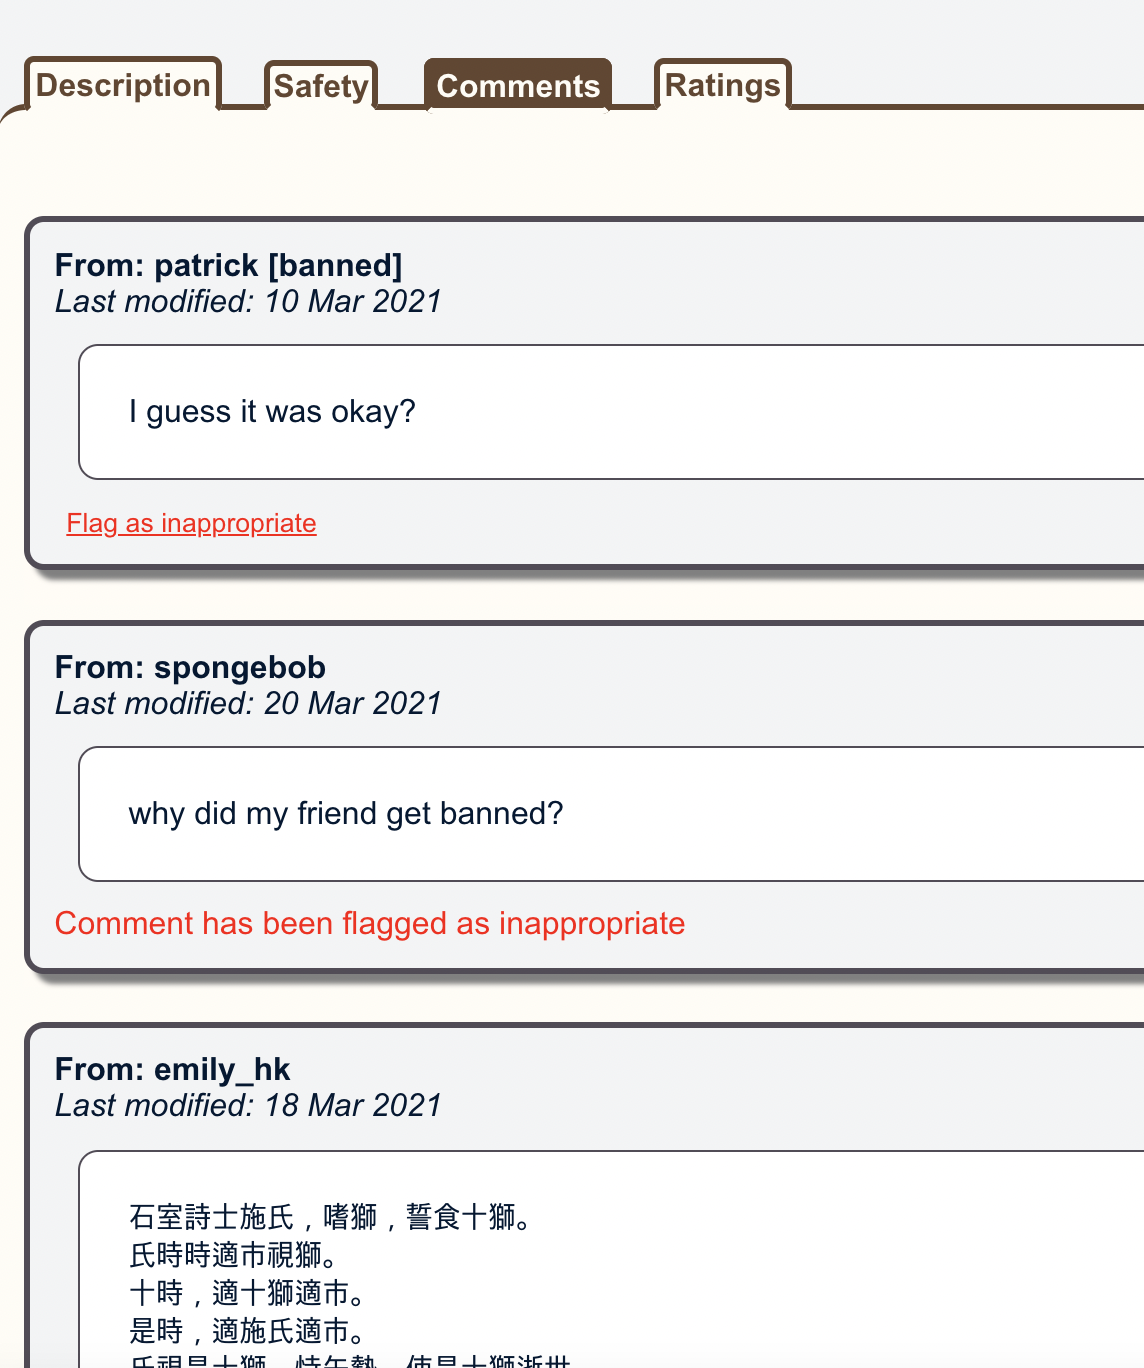 Description
Safety
Comments
Ratings
From: patrick [banned]
Last modified: 10 Mar 2021
I guess it was okay?
Flag as inappropriate
From: spongebob
Last modified: 20 Mar 2021
why did my friend get banned?
Comment has been flagged as inappropriate
From: emily_hk
Last modified: 18 Mar 2021
石室詩士施氏，嗜獅，誓食十獅。
氏時時適市視獅。
十時，適十獅適市。
是時，適施氏適市。